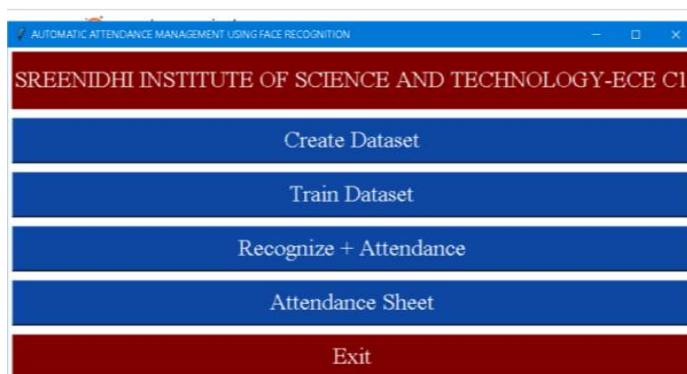 AUTOMATIC ATTENDANCE MANAGEMENT USING FACE RECOGNITION
SREENIDHI INSTITUTE OF SCIENCE AND TECHNOLOGY-ECE C1
Create Dataset
Train Dataset
Recognize + Attendance
Attendance Sheet
Exit